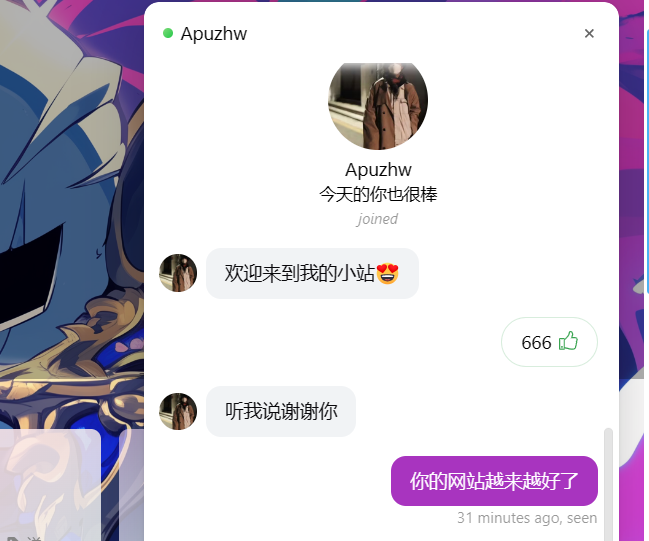 Apuzhw
Apuzhw
今天的你也很棒
joined
欢迎来到我的小站😍
666
听我说谢谢你
你的网站越来越好了
31 minutes ago, seen